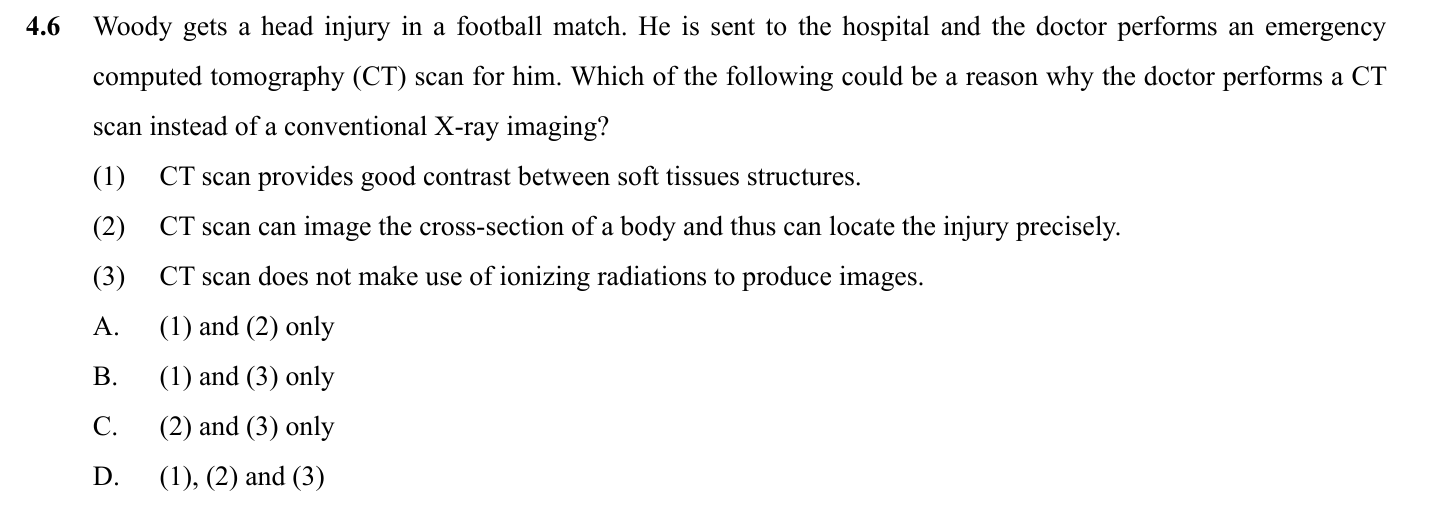 4.6 Woody gets a head injury in a football match. He is sent to the hospital and the doctor performs an emergency
computed tomography (CT) scan for him. Which of the following could be a reason why the doctor performs a CT
scan instead of a conventional X-ray imaging?
(1) CT scan provides good contrast between soft tissues structures.
(2) CT scan can image the cross-section of a body and thus can locate the injury precisely.
(3) CT scan does not make use of ionizing radiations to produce images.
A. (1) and (2) only
B. (1) and (3) only
C. (2) and (3) only
D. (1), (2) and (3)